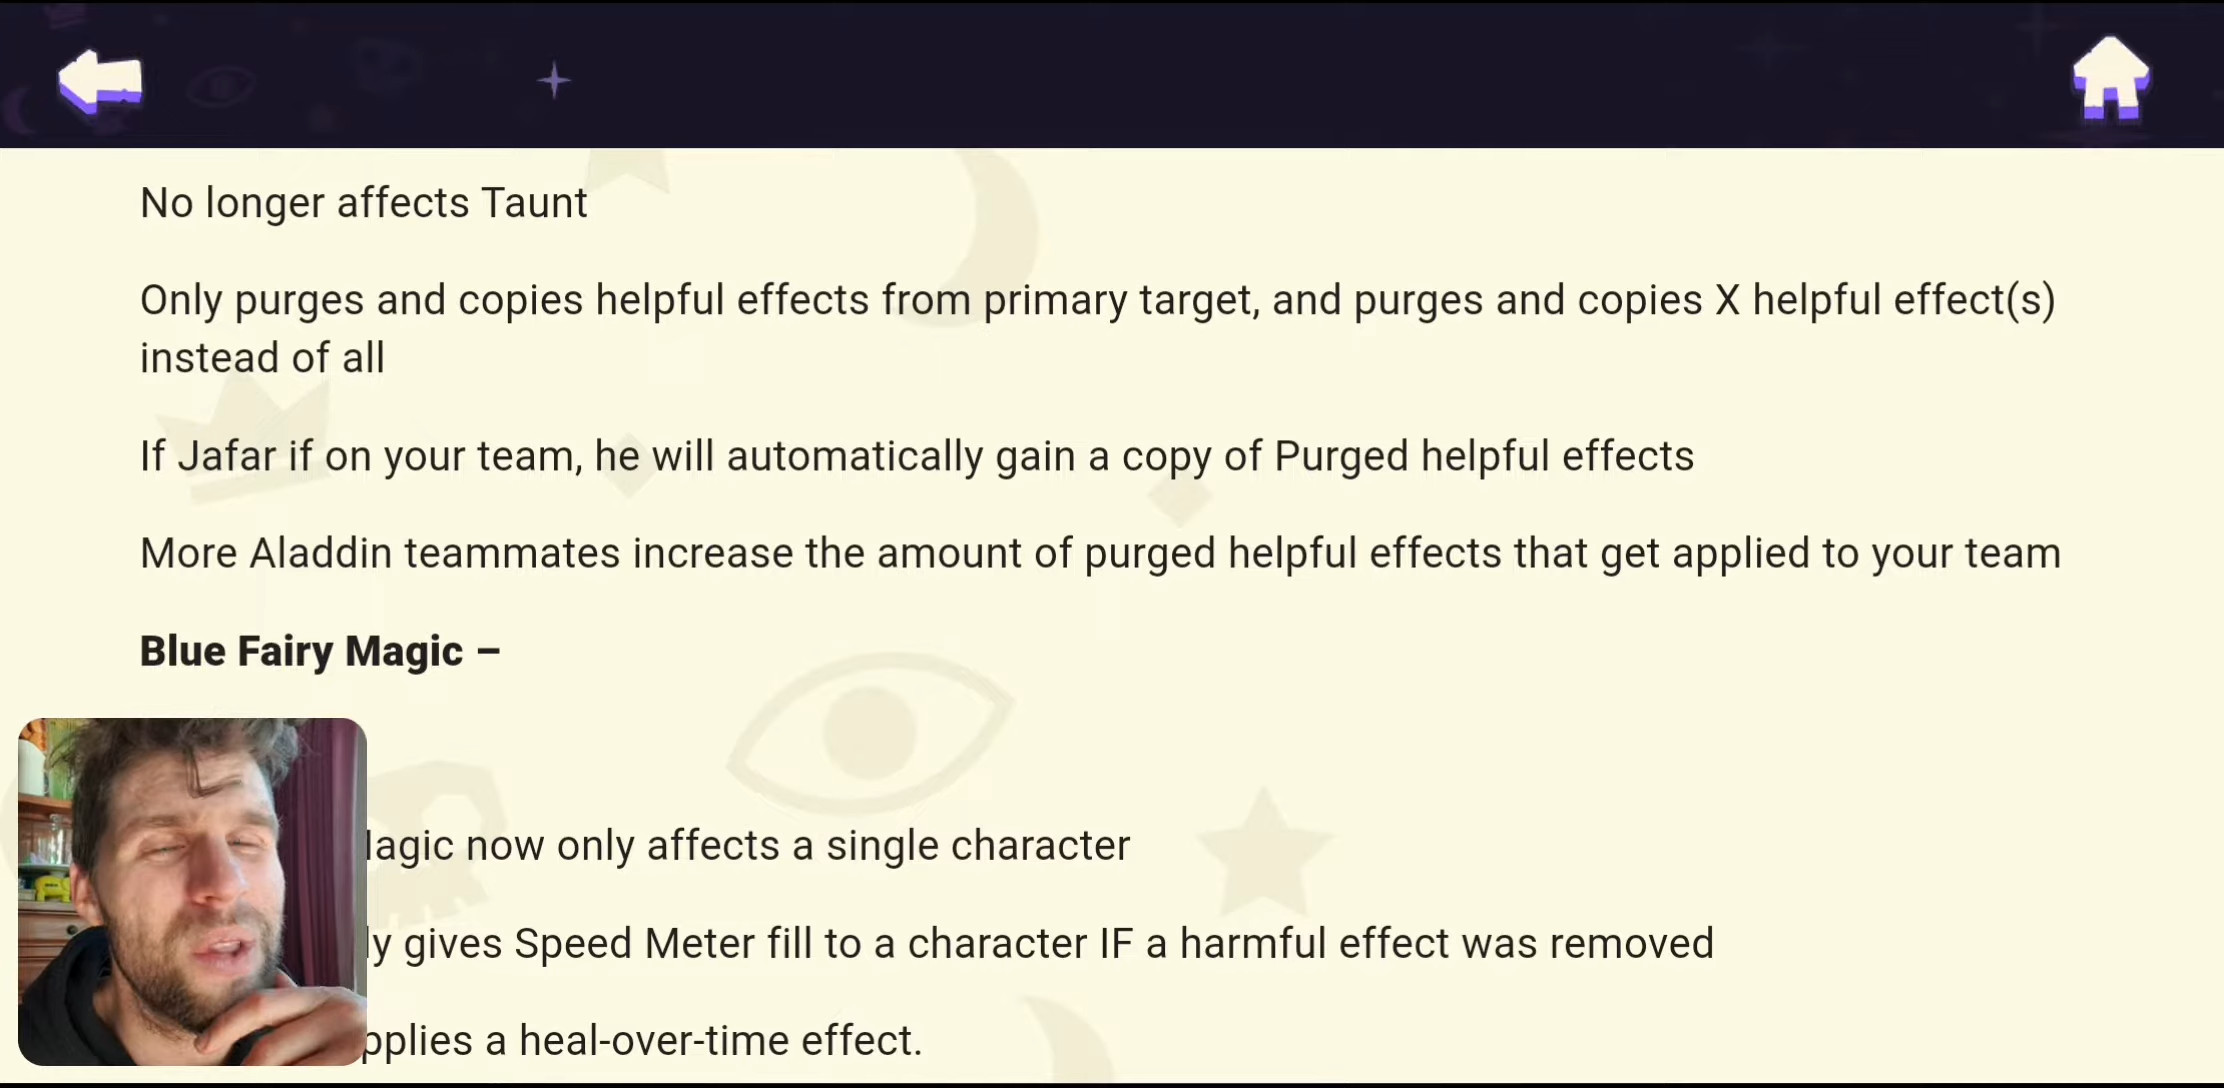 No longer affects Taunt
Only purges and copies helpful effects from primary target, and purges and copies X helpful effect(s)
instead of all
If Jafar if on your team, he will automatically gain a copy of Purged helpful effects
More Aladdin teammates increase the amount of purged helpful effects that get applied to your team
Blue Fairy Magic –
now only affects a single character
gives Speed Meter fill to a character IF a harmful effect was removed
a heal-over-time effect.